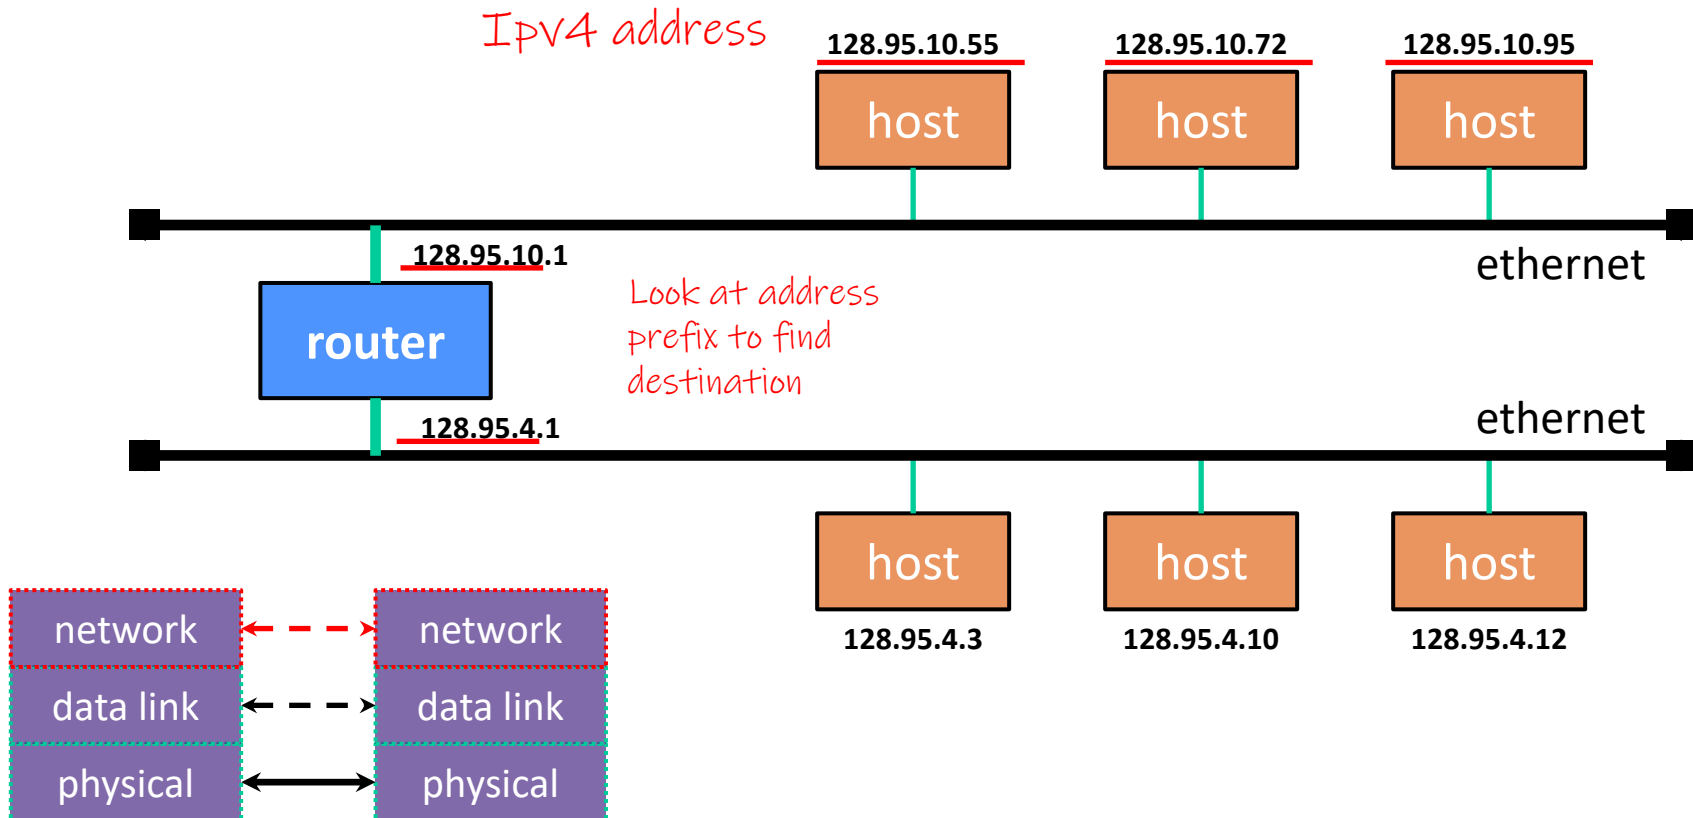 Ipv4 address
128.95.10.55
128.95.10.72
128.95.10.95
host
host
host
128.95.10.1
ethernet
router
Look at address
prefix to find
destination
128.95.4.1
ethernet
host
host
host
128.95.4.3
128.95.4.10
128.95.4.12
network
network
data link
data link
physical
physical